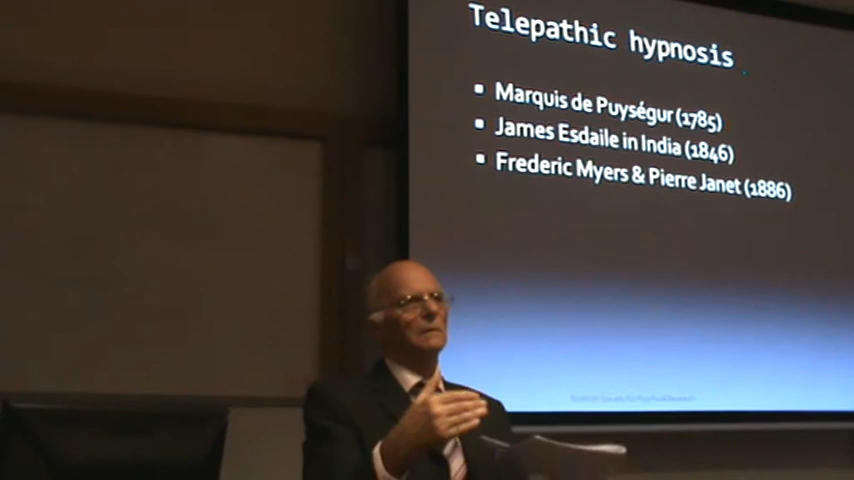 Telepathic hypnosis
▪ Marquis de Puységur (1785)
▪ James Esdaile in India (1846)
▪ Frederic Myers & Pierre Janet (1886)